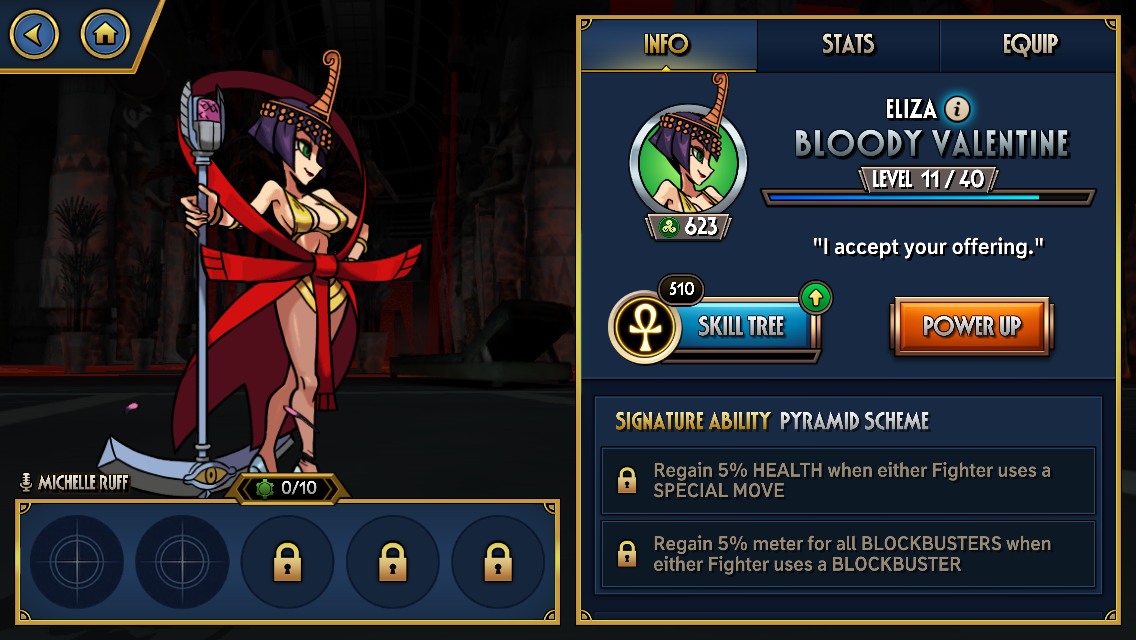 INFO
STATS
EQUIP
ELIZA i
BLOODY VALENTINE
LEVEL 11 / 40
623
"I accept your offering."
510
SKILL TREE
POWER UP
SIGNATURE ABILITY PYRAMID SCHEME
Regain 5% HEALTH when either Fighter uses a
SPECIAL MOVE
Regain 5% meter for all BLOCKBUSTERS when
either Fighter uses a BLOCKBUSTER
MICHELLE RUFF
0/10